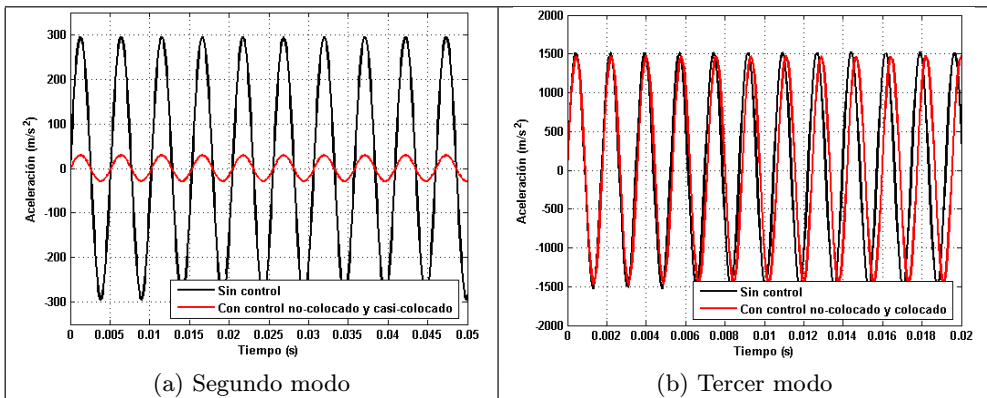 300
200
100
0
-100
-200
300
Aceleración (m/s²)
0 0.005 0.01 0.015 0.02 0.025 0.03 0.035 0.04 0.045 0.05
Tiempo (s)
Sin control
Con control no-colocado y casi-colocado
(a) Segundo modo
2000
1500
1000
500
0
-500
-1000
-1500
-2000
Aceleración (m/s²)
0 0.002 0.004 0.006 0.008 0.01 0.012 0.014 0.016 0.018 0.02
Tiempo (s)
Sin control
Con control no-colocado y colocado
(b) Tercer modo